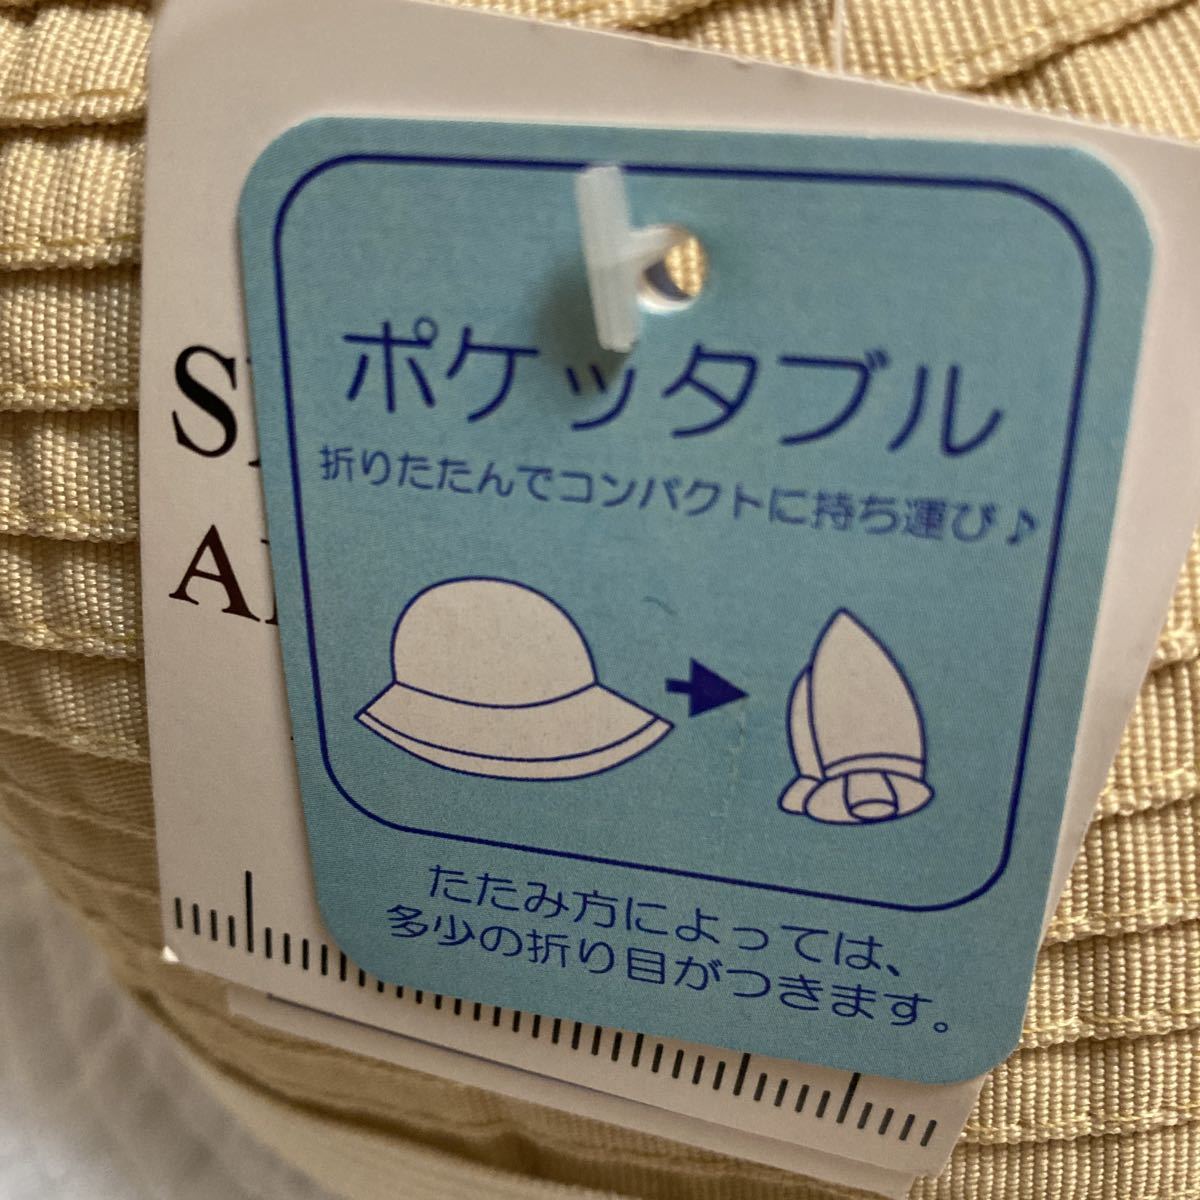 ポケッタブル
折りたたんでコンパクトに持ち運び♪
たたみ方によっては、
多少の折り目がつきます。